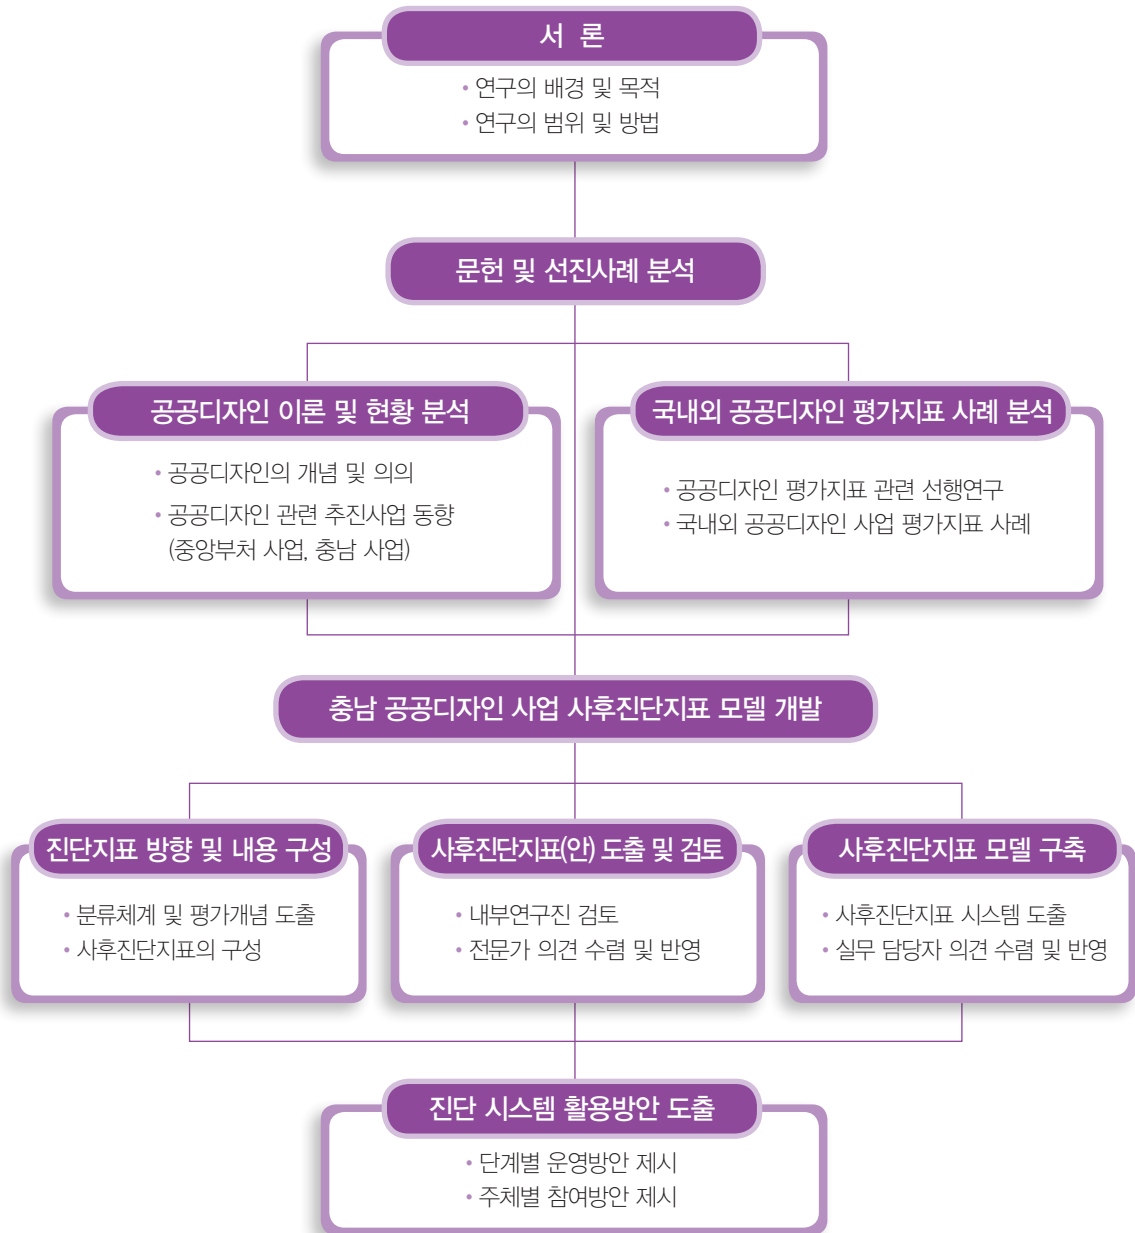 서 론
• 연구의 배경 및 목적
• 연구의 범위 및 방법
문헌 및 선진사례 분석
공공디자인 이론 및 현황 분석
• 공공디자인의 개념 및 의의
• 공공디자인 관련 추진사업 동향
(중앙부처 사업, 충남 사업)
국내외 공공디자인 평가지표 사례 분석
• 공공디자인 평가지표 관련 선행연구
• 국내외 공공디자인 사업 평가지표 사례
충남 공공디자인 사업 사후진단지표 모델 개발
진단지표 방향 및 내용 구성
• 분류체계 및 평가개념 도출
• 사후진단지표의 구성
사후진단지표(안) 도출 및 검토
• 내부연구진 검토
• 전문가 의견 수렴 및 반영
사후진단지표 모델 구축
• 사후진단지표 시스템 도출
• 실무 담당자 의견 수렴 및 반영
진단 시스템 활용방안 도출
• 단계별 운영방안 제시
• 주체별 참여방안 제시